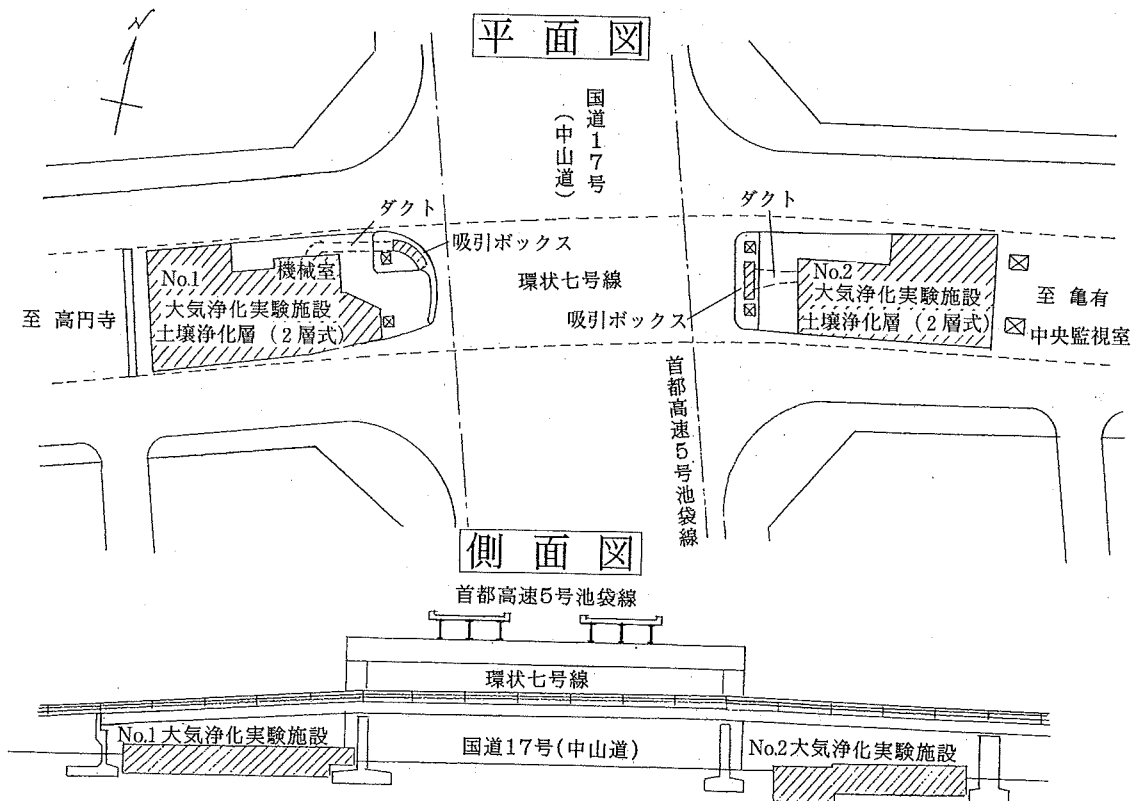 N
平面図
国道17号
(中山道)
ダクト
ダクト
吸引ボックス
No.1
機械室
大気浄化実験施設
土壌浄化層(2層式)
至 高円寺
環状七号線
吸引ボックス
No.2
大気浄化実験施設
土壌浄化層(2層式)
至 亀有
中央監視室
首都高速5号池袋線
側面図
首都高速5号池袋線
環状七号線
No.1大気浄化実験施設
国道17号(中山道)
No.2大気浄化実験施設